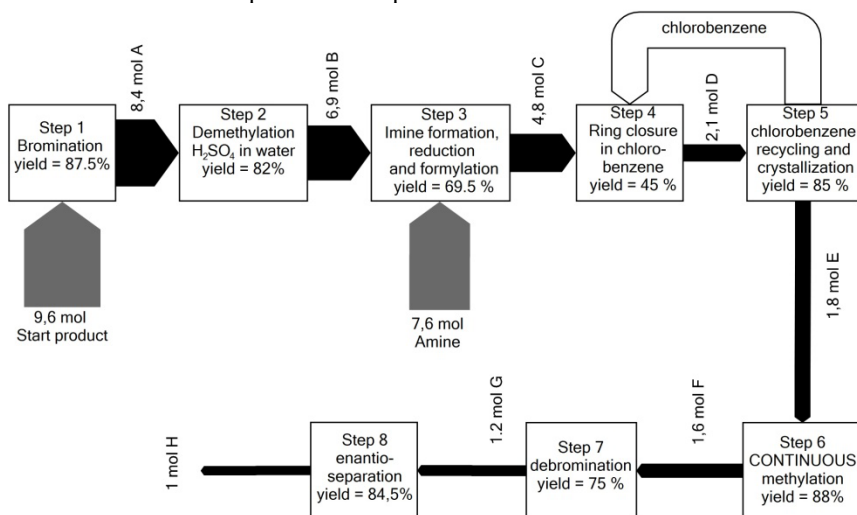 chlorobenzene
8,4 mol A
6,9 mol B
4,8 mol C
2,1 mol D
Step 1
Bromination
yield = 87.5%
Step 2
Demethylation
H₂SO₄ in water
yield = 82%
Step 3
Imine formation,
reduction
and formylation
yield = 69.5 %
Step 4
Ring closure
in chloro-
benzene
yield = 45 %
Step 5
chlorobenzene
recycling and
crystallization
yield = 85 %
9,6 mol
Start product
7,6 mol
Amine
1,8 mol E
1 mol H
1.2 mol G
1,6 mol F
Step 8
enantio-
separation
yield = 84,5%
Step 7
debromination
yield = 75 %
Step 6
CONTINUOUS
methylation
yield = 88%